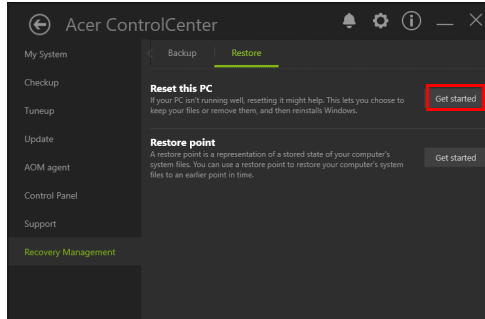 Acer ControlCenter
My System
Checkup
Tuneup
Update
AOM agent
Control Panel
Support
Recovery Management
Backup
Restore
Reset this PC
If your PC isn't running well, resetting it might help. This lets you choose to
keep your files or remove them, and then reinstalls Windows.
Get started
Restore point
A restore point is a representation of a stored state of your computer's
system files. You can use a restore point to restore your computer's system
files to an earlier point in time.
Get started